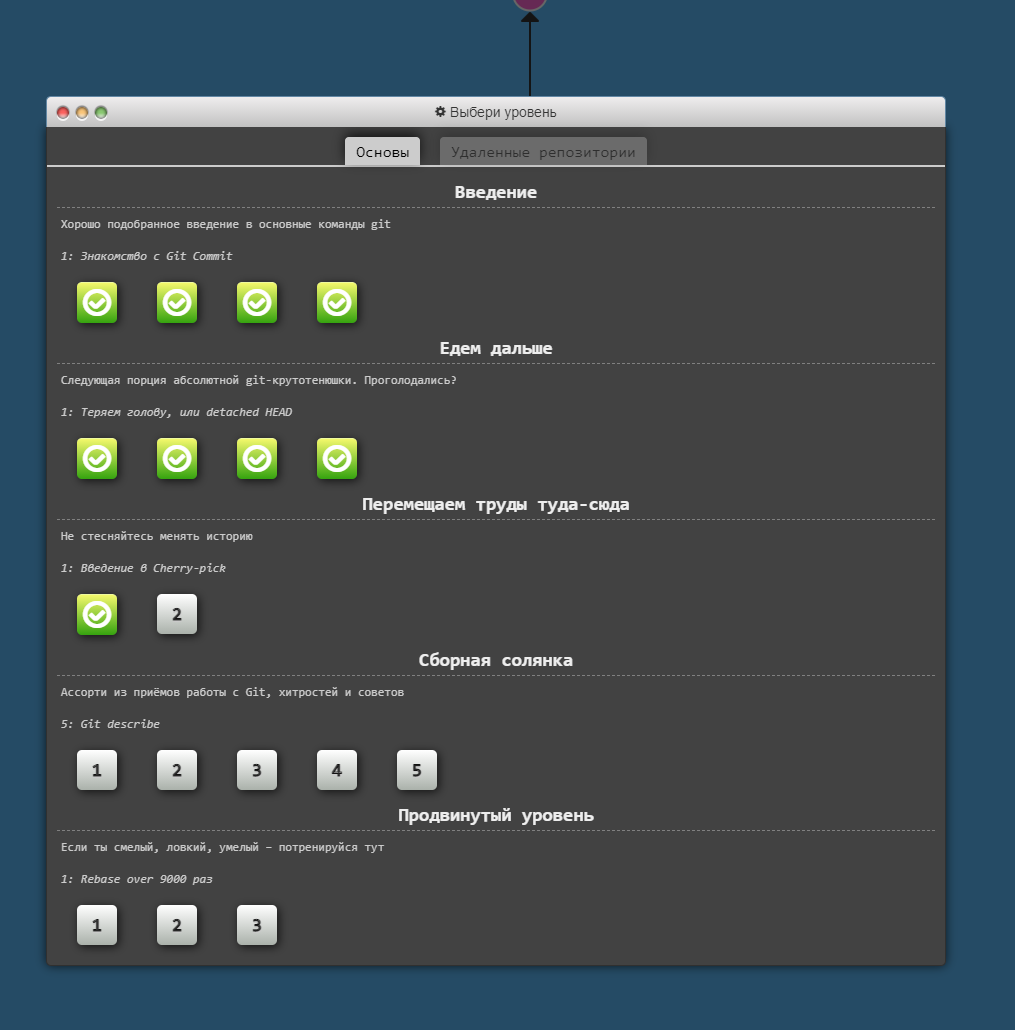 Выбери уровень
Основы
Удаленные репозитории
Введение
Хорошо подобранное введение в основные команды git
1: Знакомство с Git Commit
Едем дальше
Следующая порция абсолютной git-крутотенюшки. Проголодались?
1: Теряем голову, или detached HEAD
Перемещаем труды туда-сюда
Не стесняйтесь менять историю
1: Введение в Cherry-pick
2
Сборная солянка
Ассорти из приёмов работы с Git, хитростей и советов
5: Git describe
1 2 3 4 5
Продвинутый уровень
Если ты смелый, ловкий, умелый – потренируйся тут
1: Rebase over 9000 раз
1 2 3